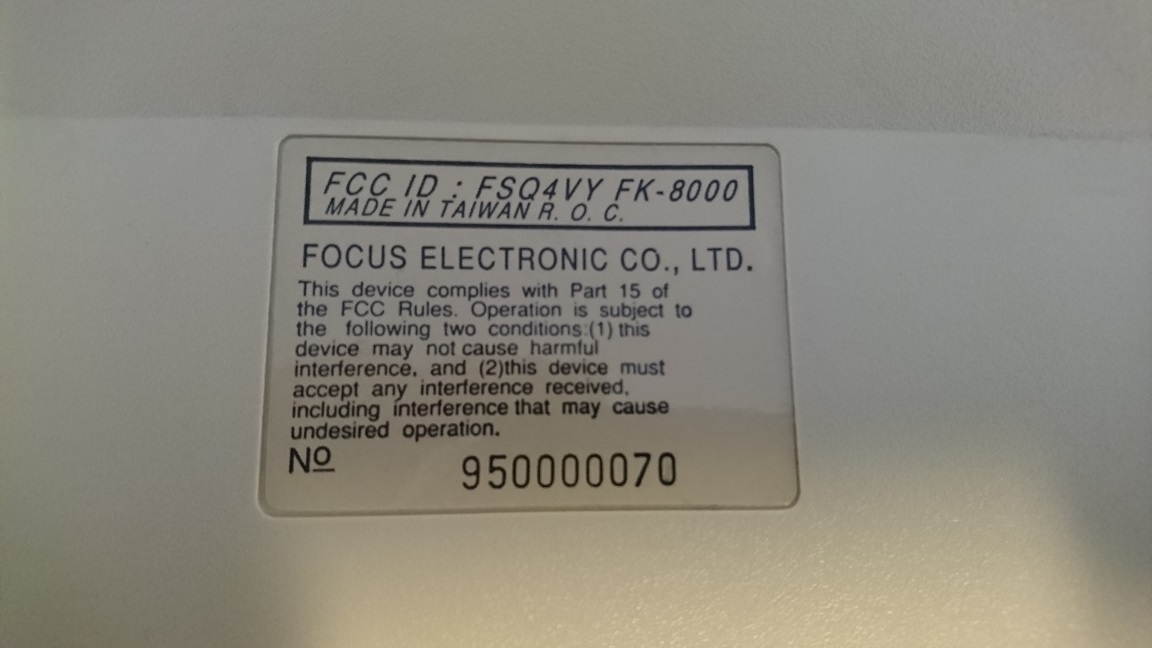 FCC ID : FSQ4VY FK-8000
MADE IN TAIWAN R. O. C.
FOCUS ELECTRONIC CO., LTD.
This device complies with Part 15 of
the FCC Rules. Operation is subject to
the following two conditions:(1) this
device may not cause harmful
interference, and (2)this device must
accept any interference received,
including interference that may cause
undesired operation.
Nº 950000070